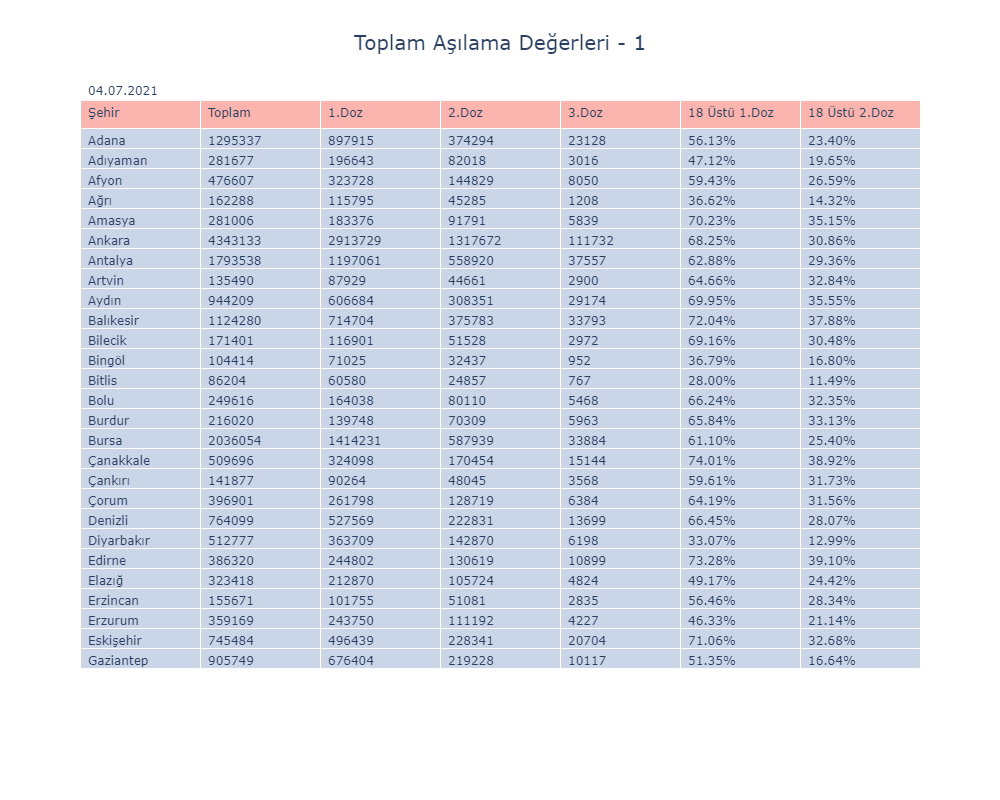 Toplam Aşılama Değerleri - 1
04.07.2021
Şehir Toplam 1.Doz 2.Doz 3.Doz 18 Üstü 1.Doz 18 Üstü 2.Doz
Adana 1295337 897915 374294 23128 56.13% 23.40%
Adıyaman 281677 196643 82018 3016 47.12% 19.65%
Afyon 476607 323728 144829 8050 59.43% 26.59%
Ağrı 162288 115795 45285 1208 36.62% 14.32%
Amasya 281006 183376 91791 5839 70.23% 35.15%
Ankara 4343133 2913729 1317672 111732 68.25% 30.86%
Antalya 1793538 1197061 558920 37557 62.88% 29.36%
Artvin 135490 87929 44661 2900 64.66% 32.84%
Aydın 944209 606684 308351 29174 69.95% 35.55%
Balıkesir 1124280 714704 375783 33793 72.04% 37.88%
Bilecik 171401 116901 51528 2972 69.16% 30.48%
Bingöl 104414 71025 32437 952 36.79% 16.80%
Bitlis 86204 60580 24857 767 28.00% 11.49%
Bolu 249616 164038 80110 5468 66.24% 32.35%
Burdur 216020 139748 70309 5963 65.84% 33.13%
Bursa 2036054 1414231 587939 33884 61.10% 25.40%
Çanakkale 509696 324098 170454 15144 74.01% 38.92%
Çankırı 141877 90264 48045 3568 59.61% 31.73%
Çorum 396901 261798 128719 6384 64.19% 31.56%
Denizli 764099 527569 222831 13699 66.45% 28.07%
Diyarbakır 512777 363709 142870 6198 33.07% 12.99%
Edirne 386320 244802 130619 10899 73.28% 39.10%
Elazığ 323418 212870 105724 4824 49.17% 24.42%
Erzincan 155671 101755 51081 2835 56.46% 28.34%
Erzurum 359169 243750 111192 4227 46.33% 21.14%
Eskişehir 745484 496439 228341 20704 71.06% 32.68%
Gaziantep 905749 676404 219228 10117 51.35% 16.64%